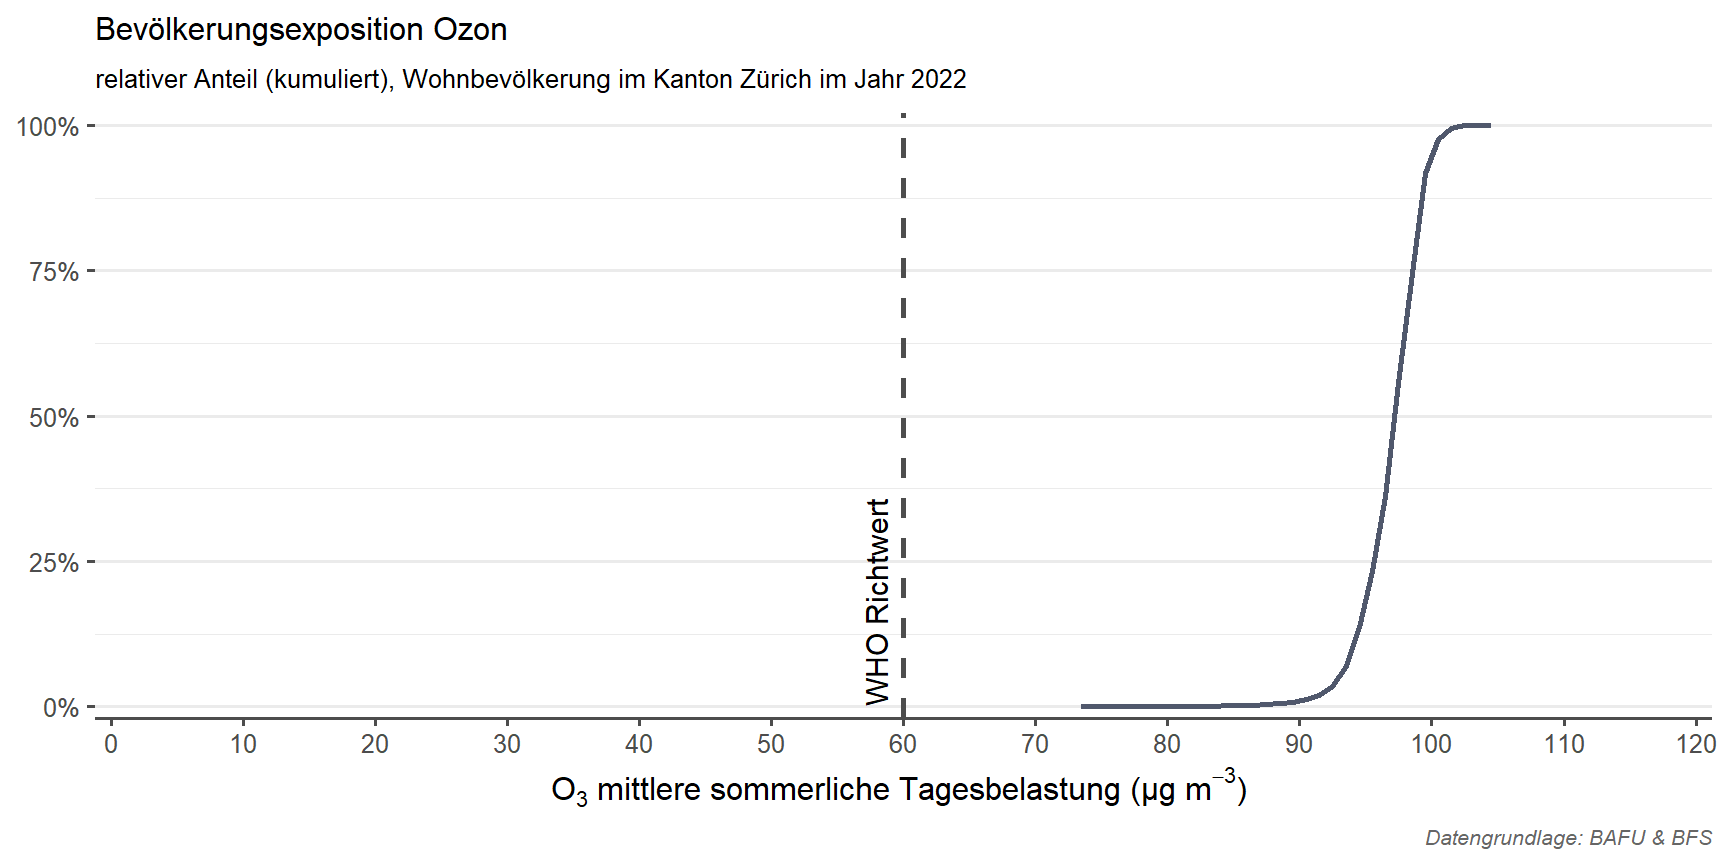 Bevölkerungsexposition Ozon
relativer Anteil (kumuliert), Wohnbevölkerung im Kanton Zürich im Jahr 2022
100%
75%
50%
25%
0%
WHO Richtwert
0 10 20 30 40 50 60 70 80 90 100 110 120
O₃ mittlere sommerliche Tagesbelastung (µg m⁻³)
Datengrundlage: BAFU & BFS